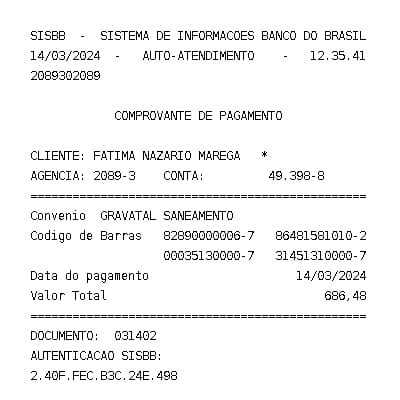 SISBB - SISTEMA DE INFORMACOES BANCO DO BRASIL
14/03/2024 - AUTO-ATENDIMENTO - 12.35.41
2089302089
COMPROVANTE DE PAGAMENTO
CLIENTE: FATIMA NAZARIO MAREGA *
AGENCIA: 2089-3 CONTA: 49.398-8
================================================
Convenio GRAVATAL SANEAMENTO
Codigo de Barras 82890000006-7 86481581010-2
00035130000-7 31451310000-7
Data do pagamento 14/03/2024
Valor Total 686,48
================================================
DOCUMENTO: 031402
AUTENTICACAO SISBB:
2.40F.FEC.B3C.24E.498